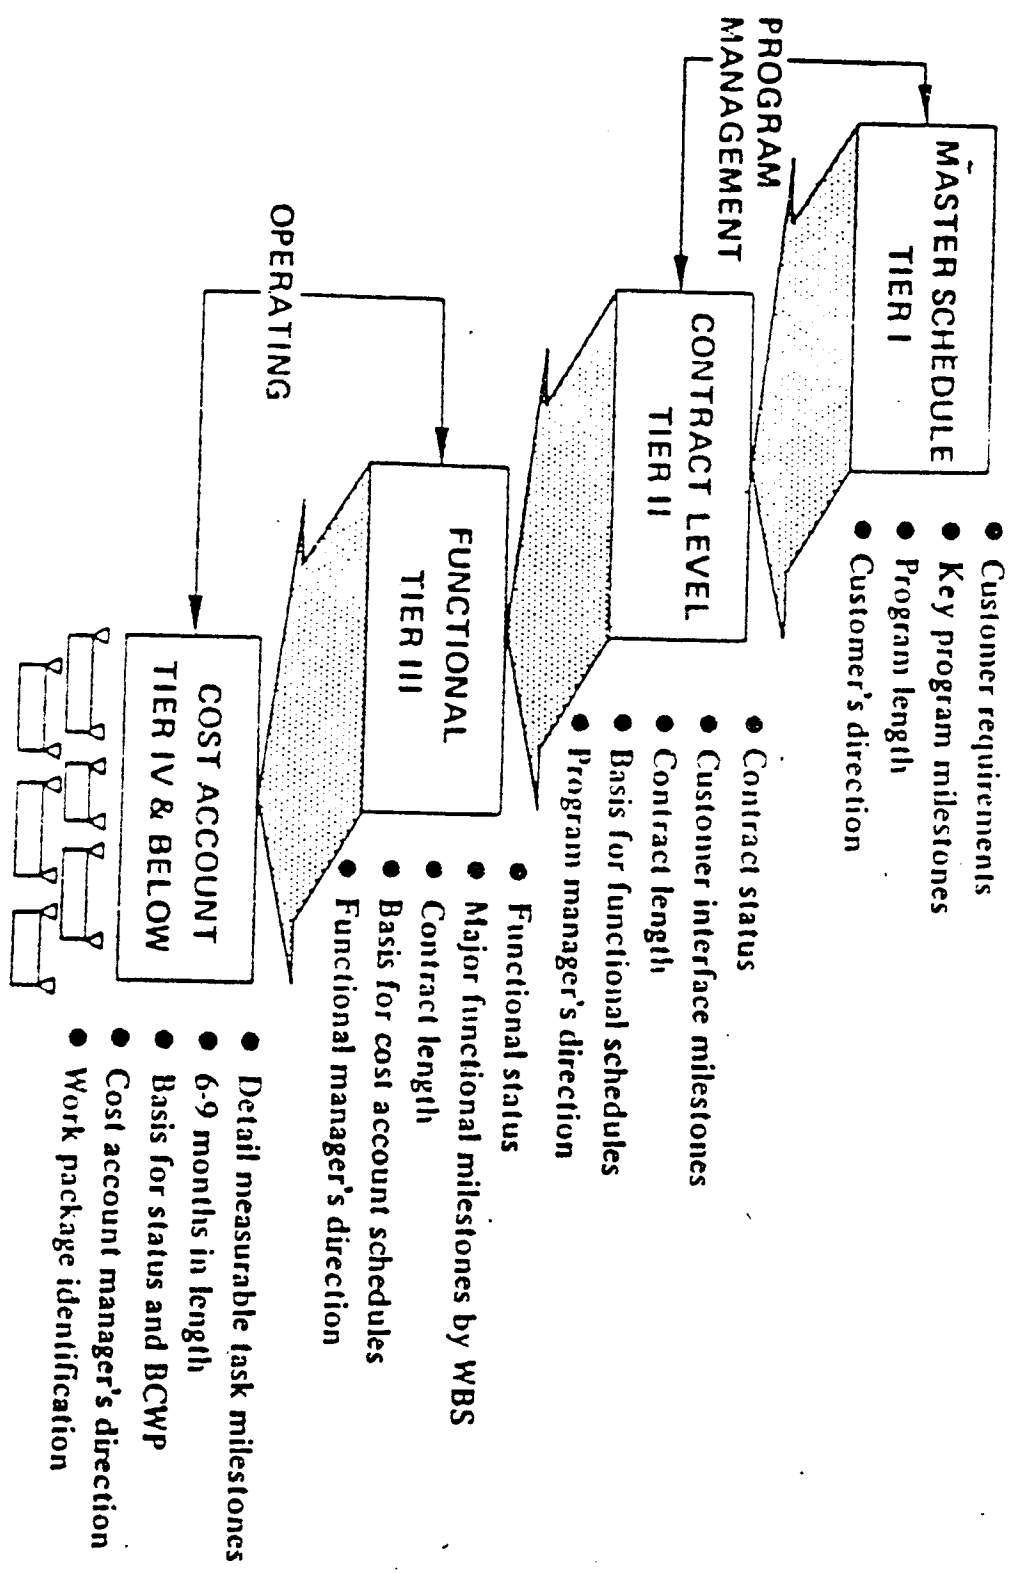 PROGRAM
MANAGEMENT
MASTER SCHEDULE
TIER I
● Customer requirements
● Key program milestones
● Program length
● Customer's direction
CONTRACT LEVEL
TIER II
● Contract status
● Customer interface milestones
● Contract length
● Basis for functional schedules
● Program manager's direction
OPERATING
FUNCTIONAL
TIER III
● Functional status
● Major functional milestones by WBS
● Contract length
● Basis for cost account schedules
● Functional manager's direction
COST ACCOUNT
TIER IV & BELOW
● Detail measurable task milestones
● 6-9 months in length
● Basis for status and BCWP
● Cost account manager's direction
● Work package identification